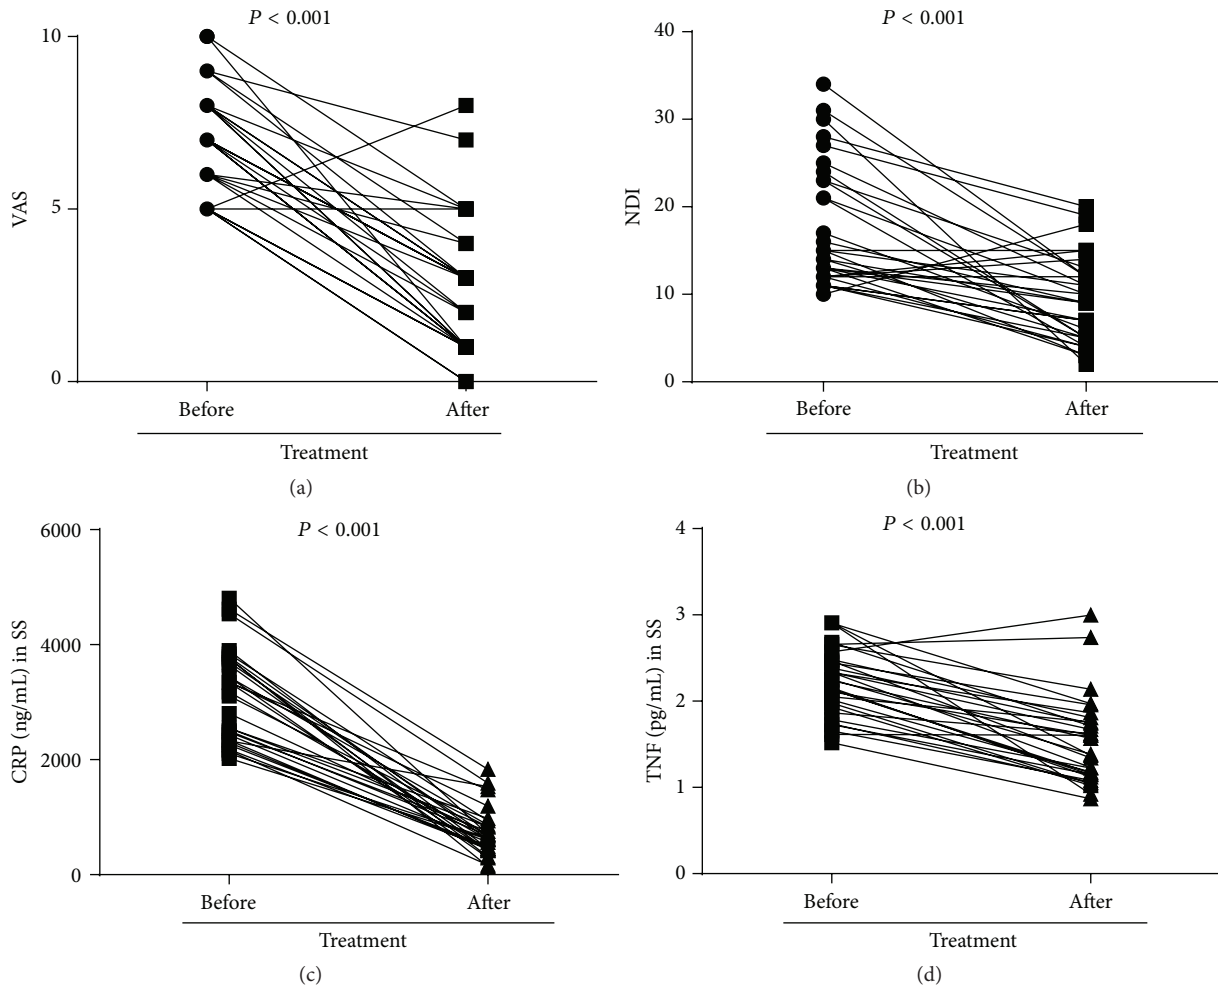 P < 0.001
10
5
0
VAS
Before
After
Treatment
(a)
P < 0.001
40
30
20
10
0
NDI
Before
After
Treatment
(b)
P < 0.001
6000
4000
2000
0
CRP (ng/mL) in SS
Before
After
Treatment
(c)
P < 0.001
4
3
2
1
0
TNF (pg/mL) in SS
Before
After
Treatment
(d)